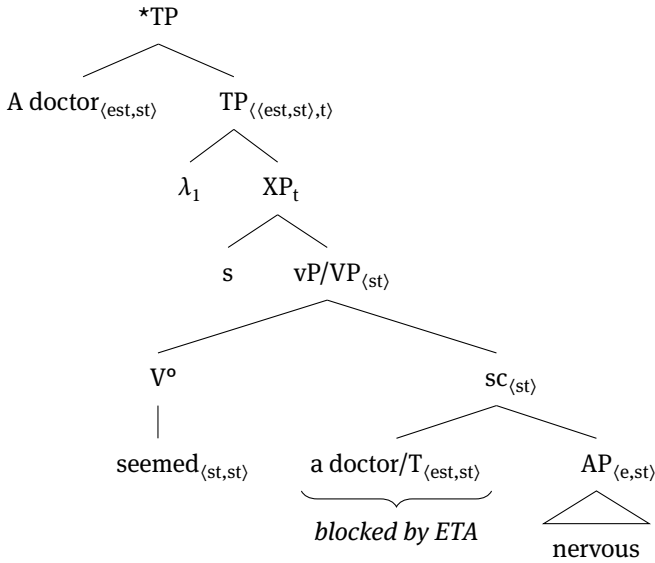 *TP
A doctor⟨est,st⟩ TP⟨⟨est,st⟩,t⟩
λ1 XPt
s vP/VP⟨st⟩
V° sc⟨st⟩
seemed⟨st,st⟩ a doctor/T⟨est,st⟩ AP⟨e,st⟩
blocked by ETA
nervous